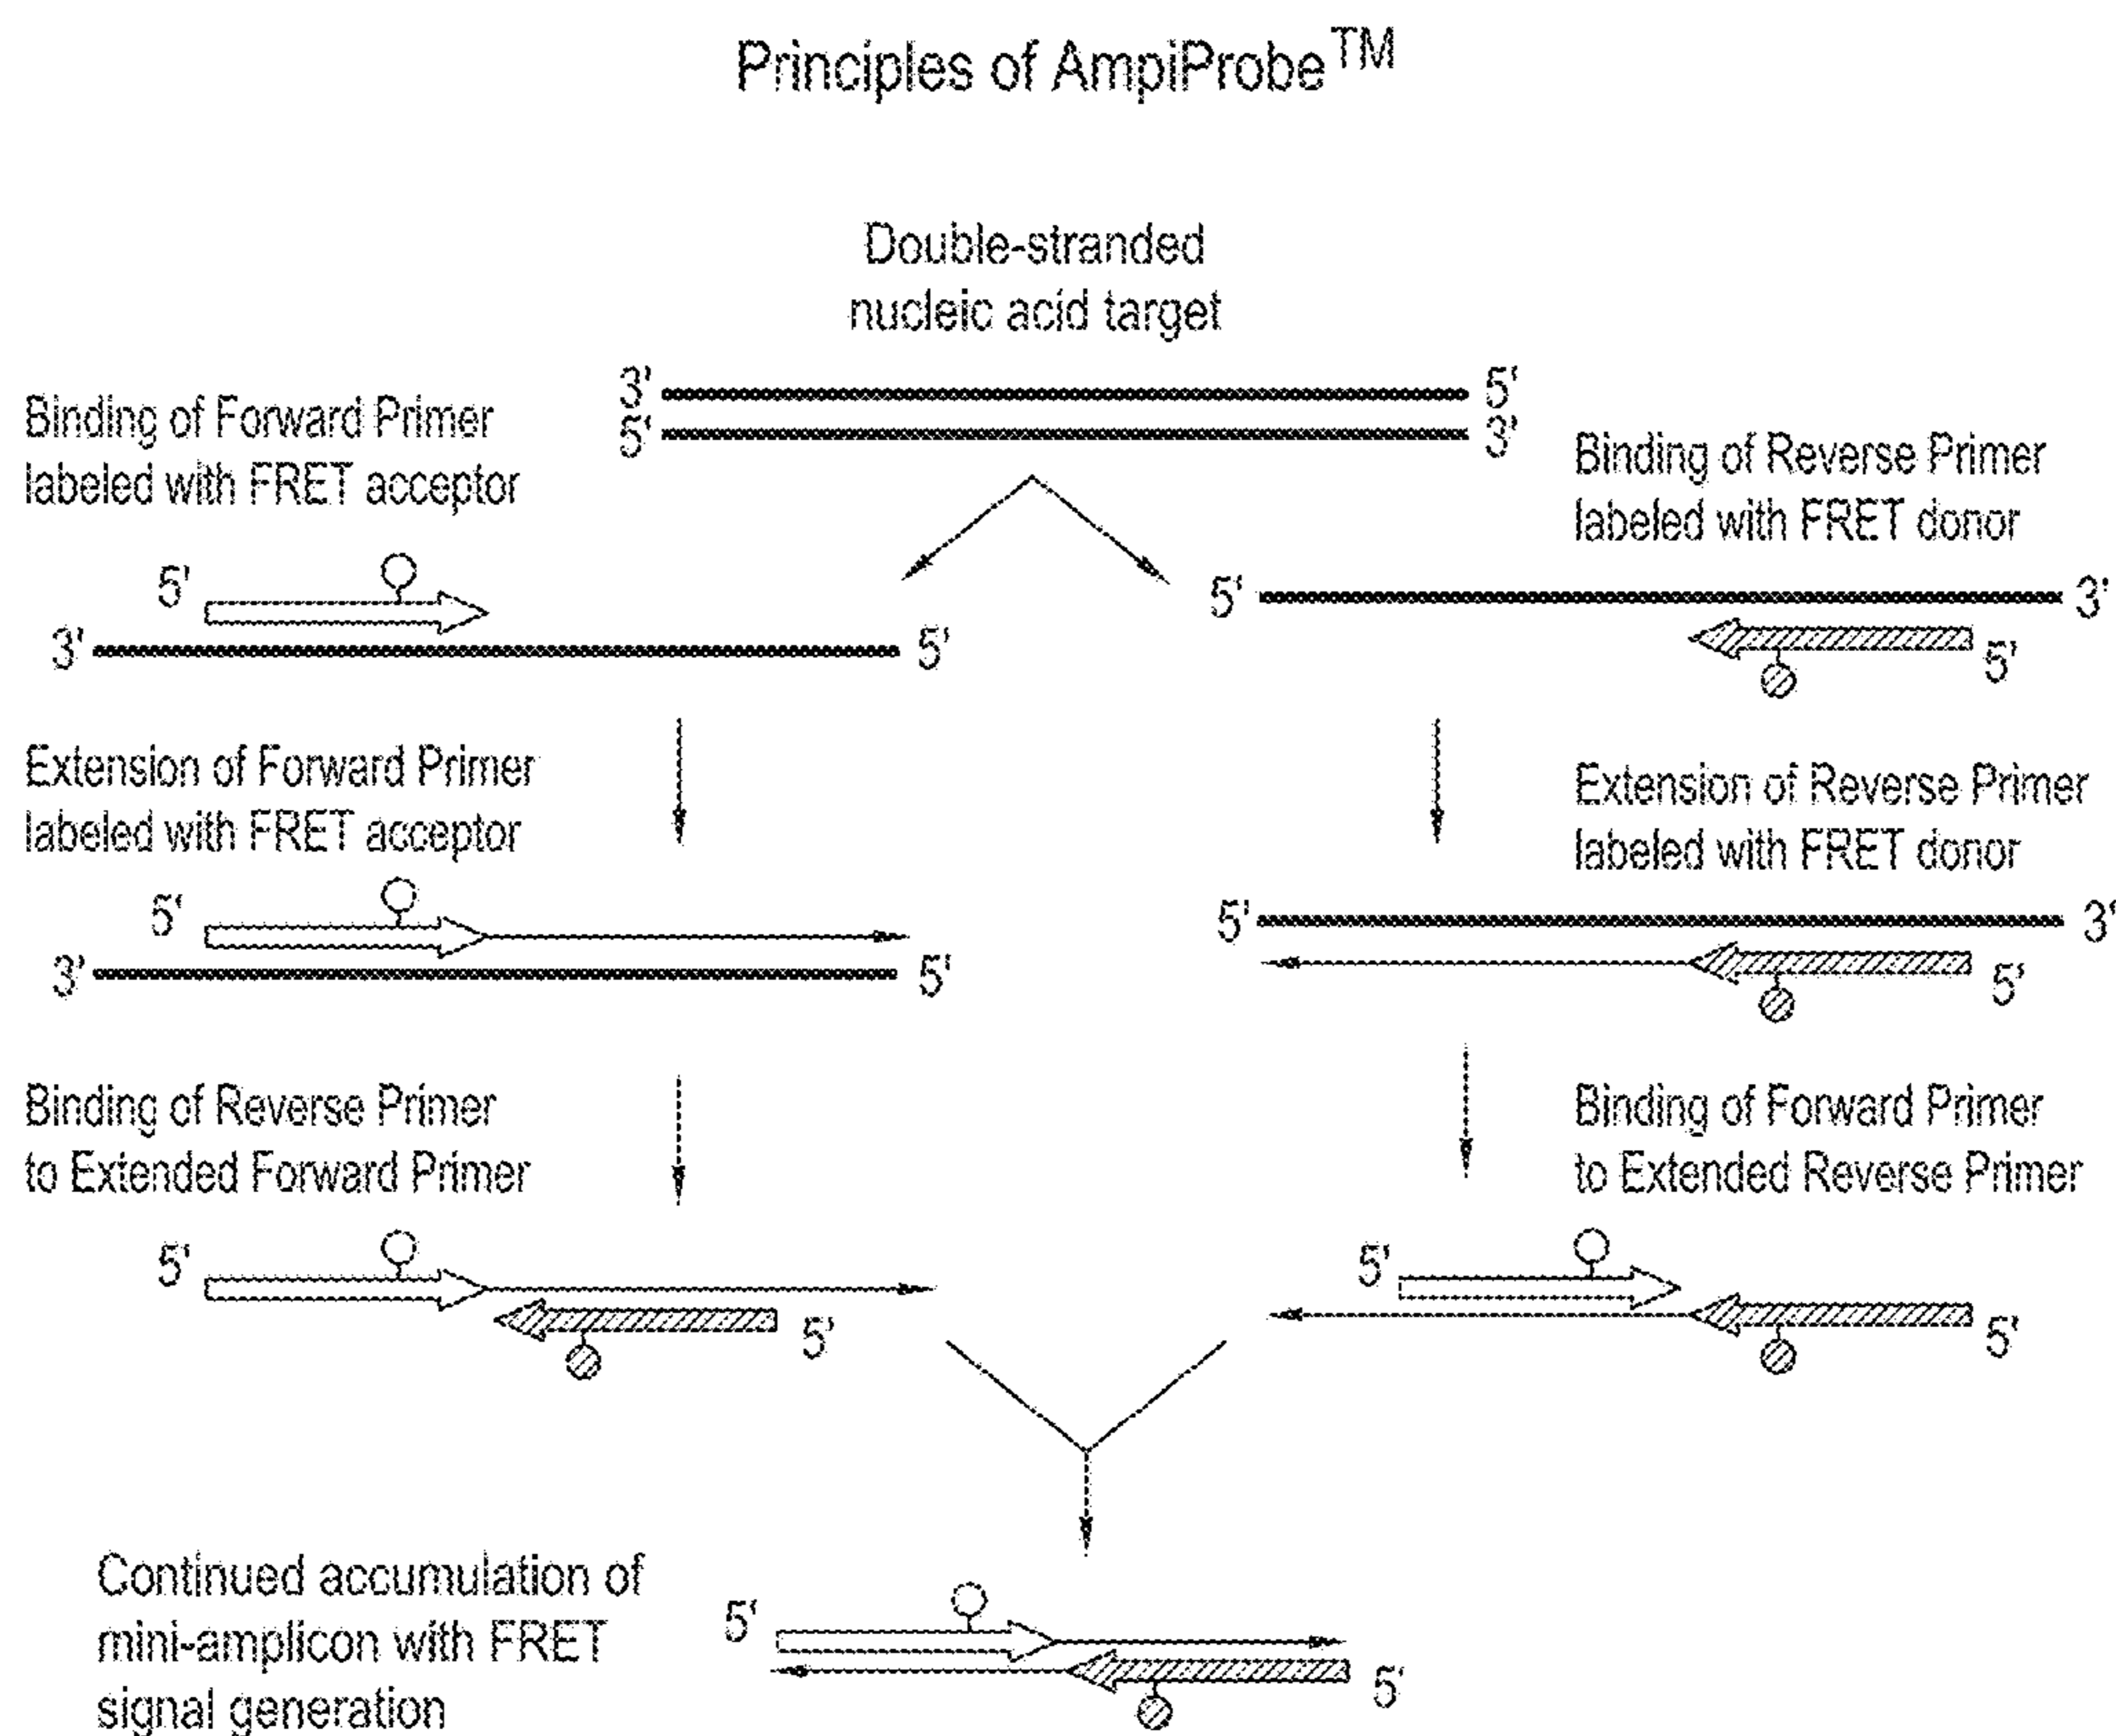 Principles of AmpiProbe™
Double-stranded
nucleic acid target
3' 5'
5' 3'
Binding of Forward Primer
labeled with FRET acceptor
Binding of Reverse Primer
labeled with FRET donor
5'
3' 5'
5' 3'
5'
Extension of Forward Primer
labeled with FRET acceptor
Extension of Reverse Primer
labeled with FRET donor
5'
3' 5'
5' 3'
5'
Binding of Reverse Primer
to Extended Forward Primer
Binding of Forward Primer
to Extended Reverse Primer
5'
5'
5'
5'
Continued accumulation of
mini-amplicon with FRET
signal generation
5'
5'